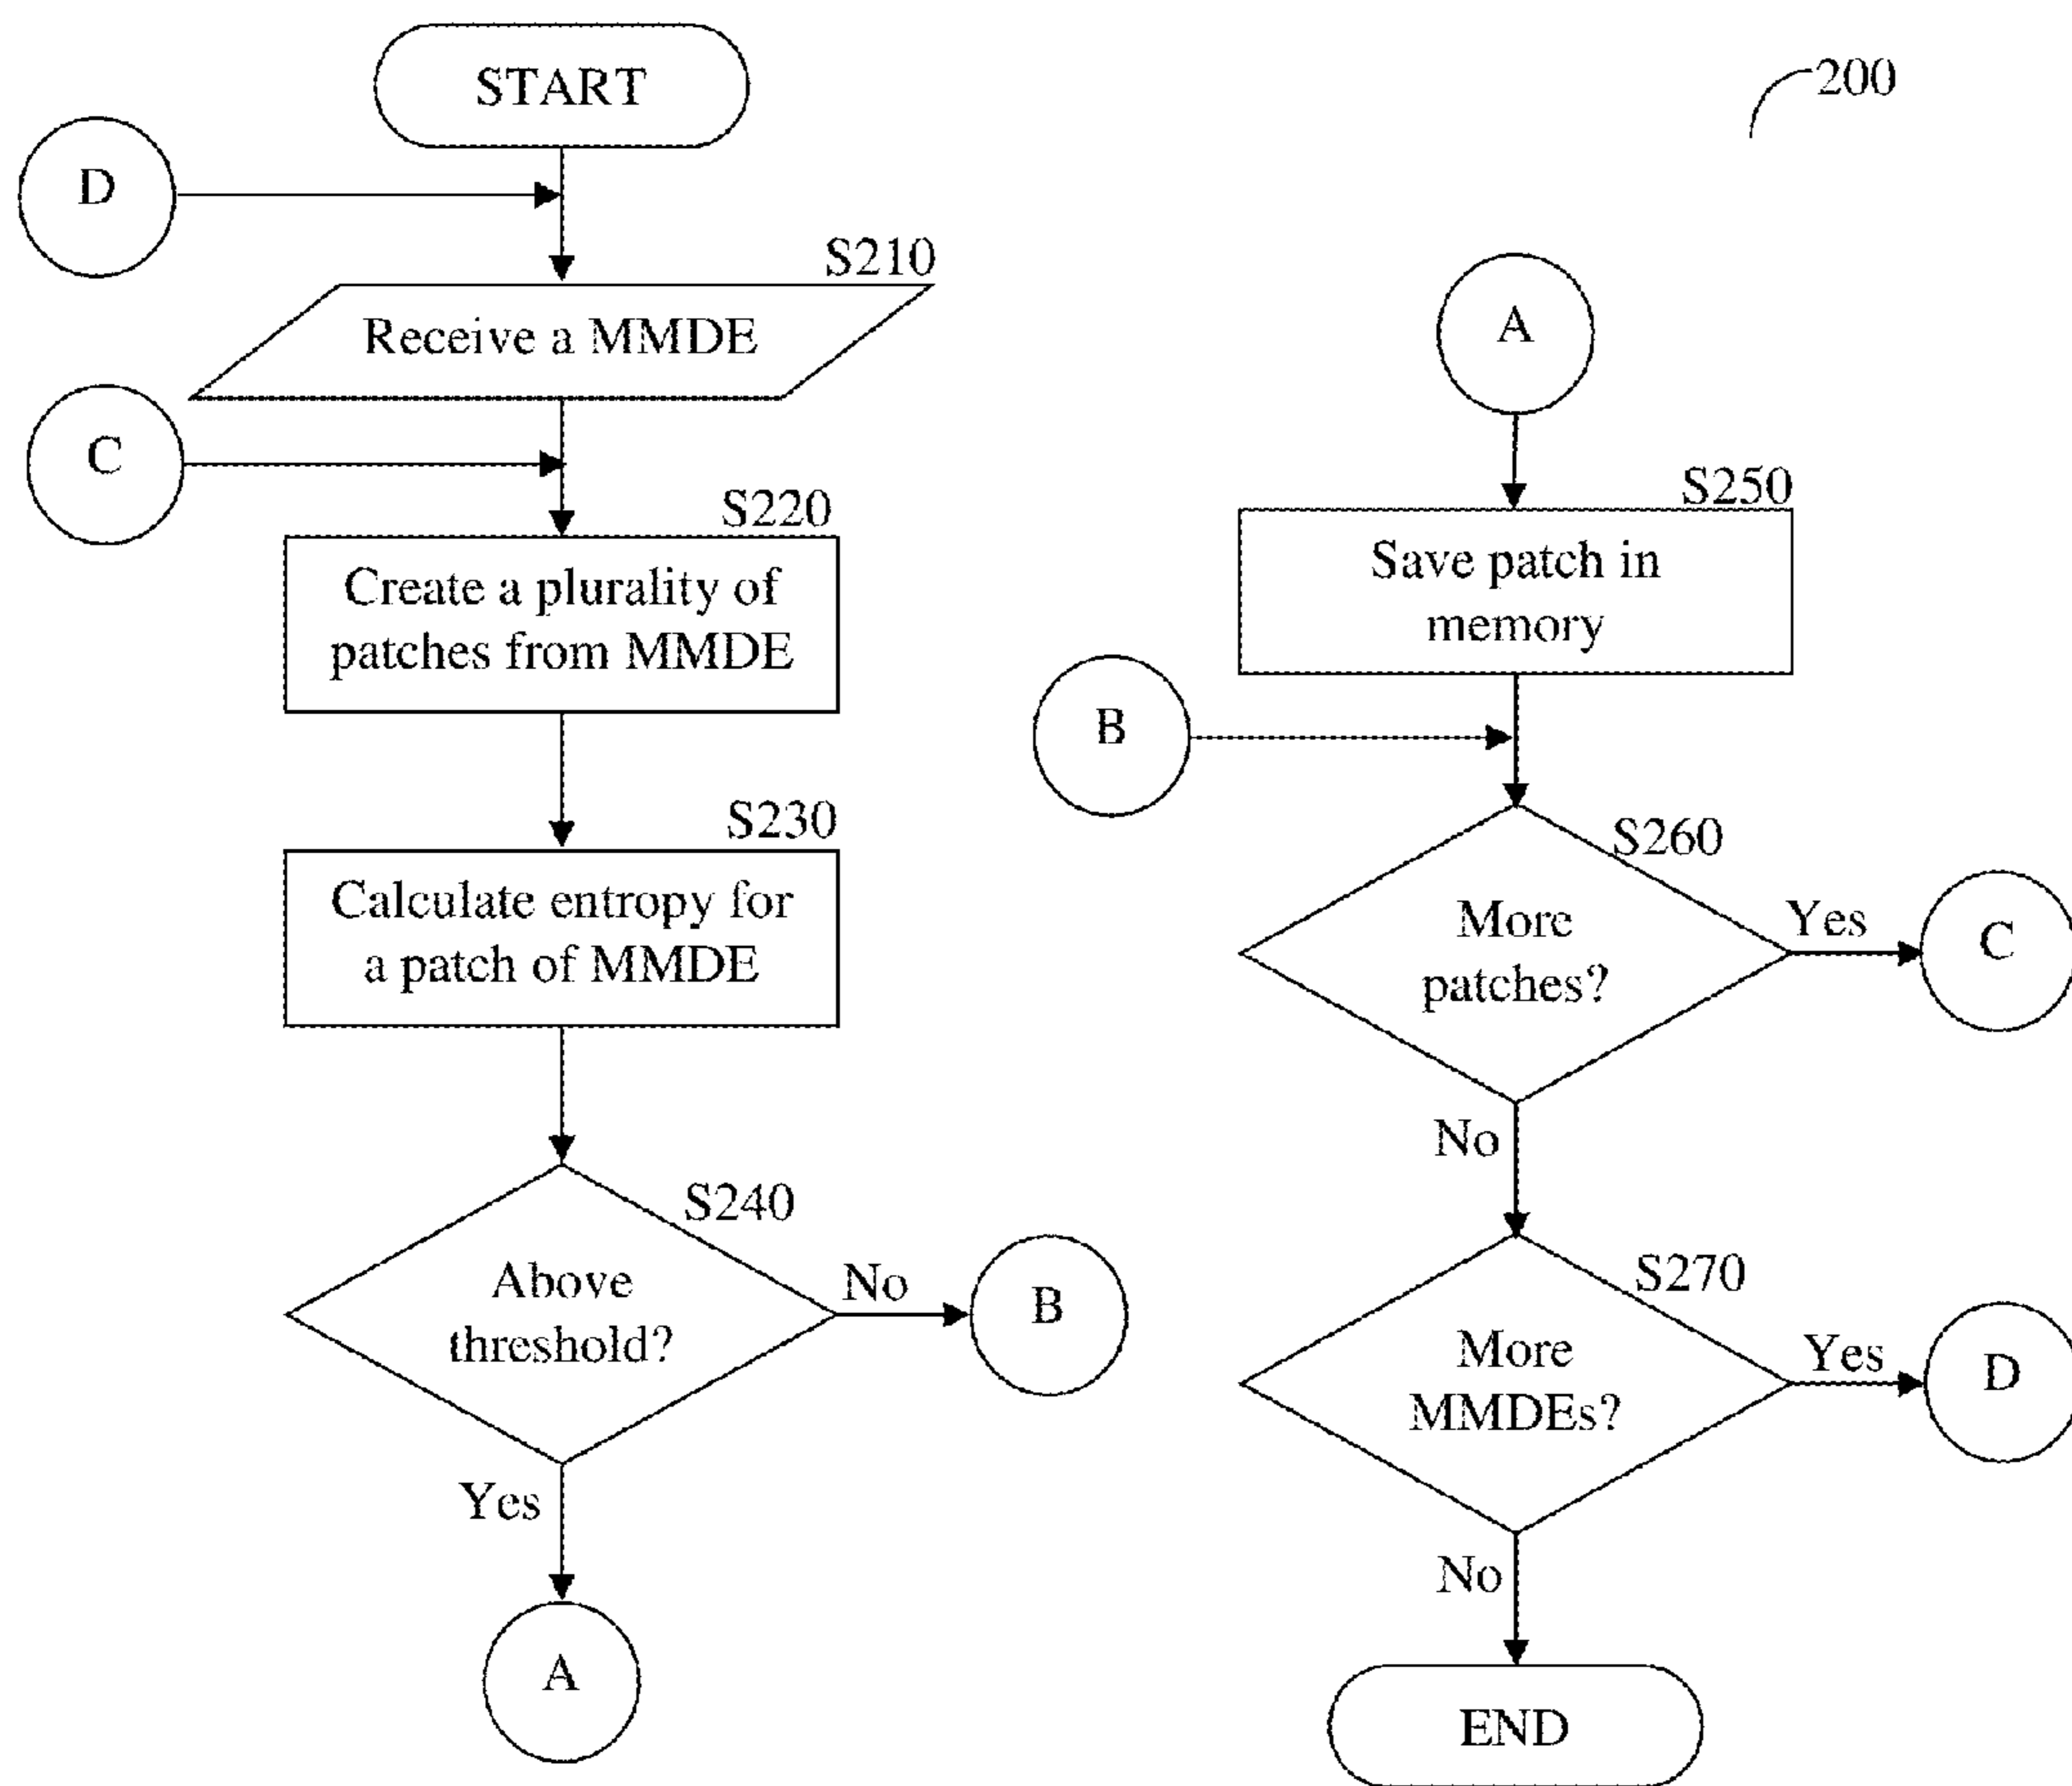 START
200
D
S210
Receive a MMDE
C
S220
Create a plurality of
patches from MMDE
S230
Calculate entropy for
a patch of MMDE
S240
Above
threshold?
No
B
Yes
A
A
S250
Save patch in
memory
B
S260
More
patches?
Yes
C
No
S270
More
MMDEs?
Yes
D
No
END